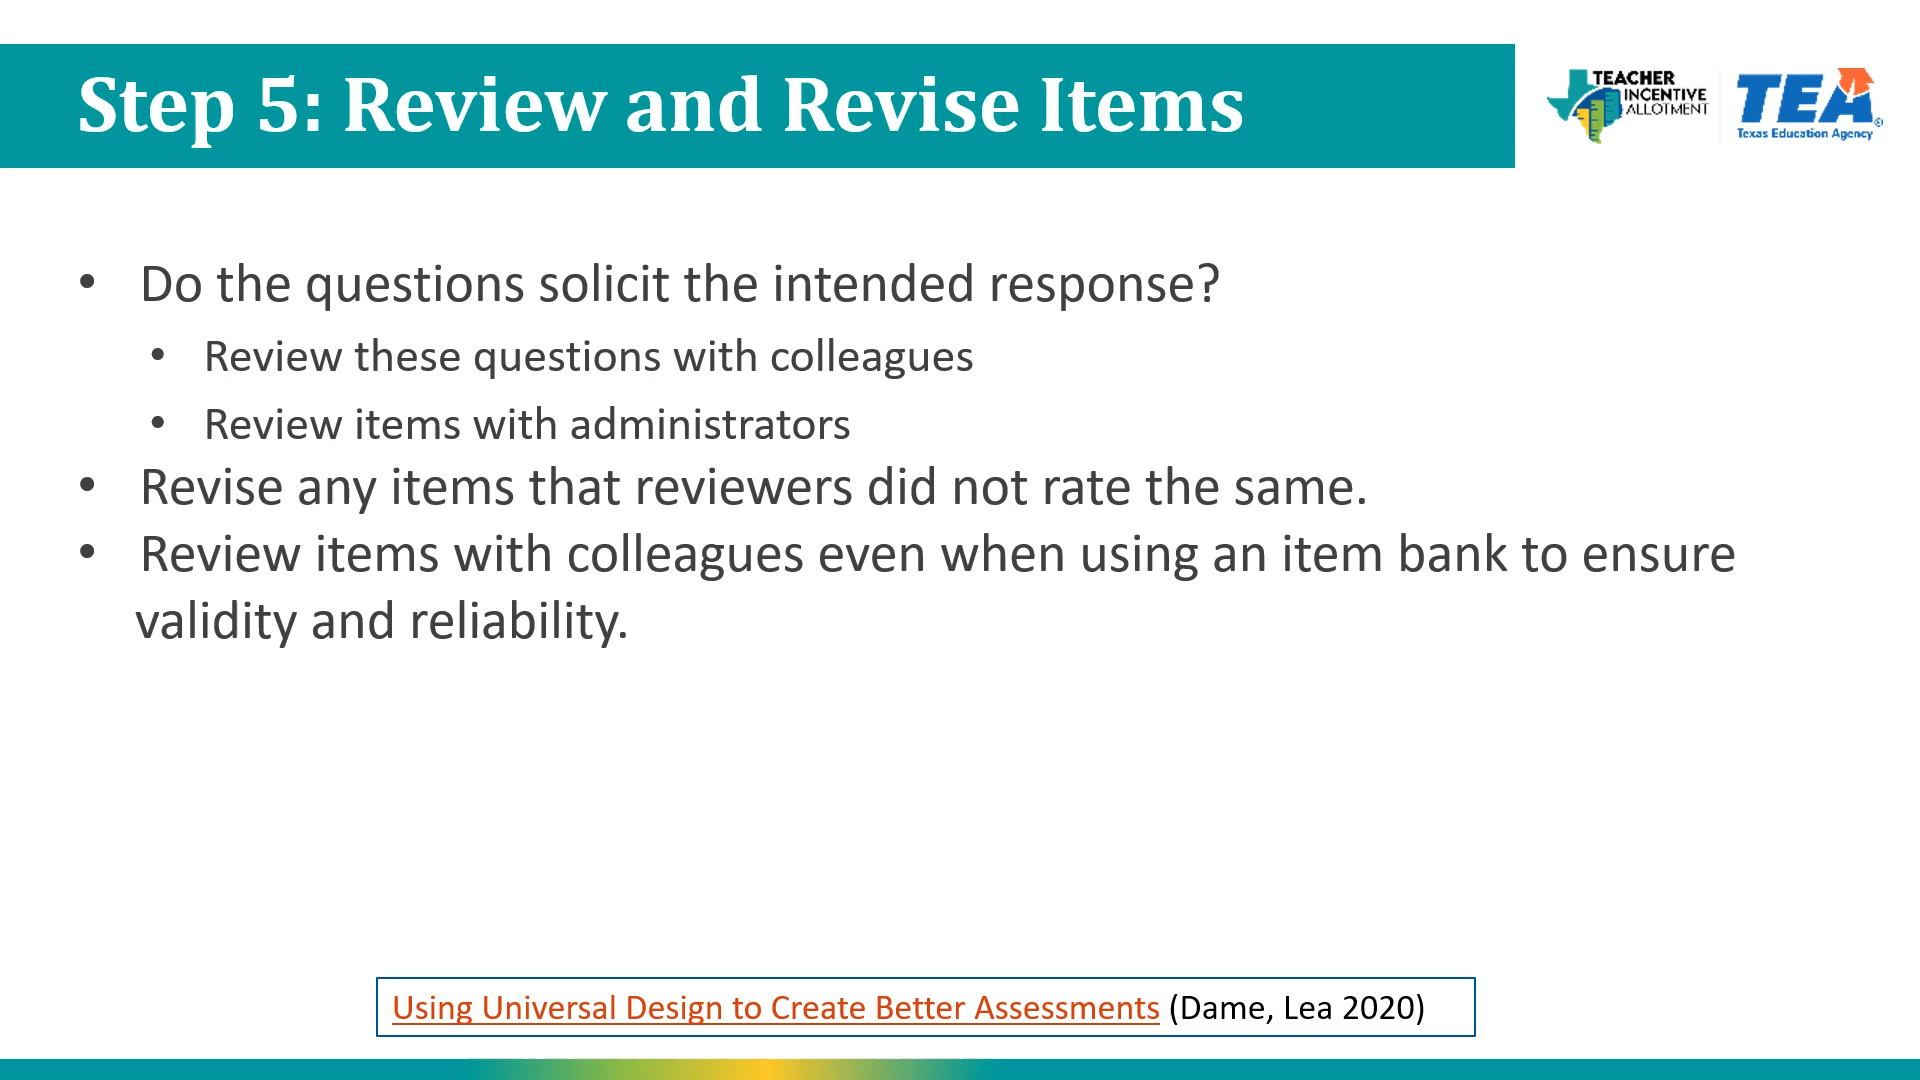 Step 5: Review and Revise Items
TEACHER
INCENTIVE
ALLOTMENT
TEA®
Texas Education Agency
• Do the questions solicit the intended response?
• Review these questions with colleagues
• Review items with administrators
• Revise any items that reviewers did not rate the same.
• Review items with colleagues even when using an item bank to ensure
validity and reliability.
Using Universal Design to Create Better Assessments (Dame, Lea 2020)